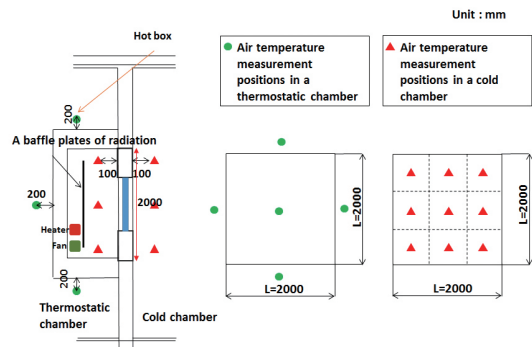 Unit : mm
Hot box
Air temperature
measurement
positions in a
thermostatic chamber
Air temperature
measurement
positions in a cold
chamber
200
A baffle plates of radiation
100
100
200
2000
Heater
Fan
200
Thermostatic
chamber
Cold chamber
L=2000
L=2000
L=2000
L=2000